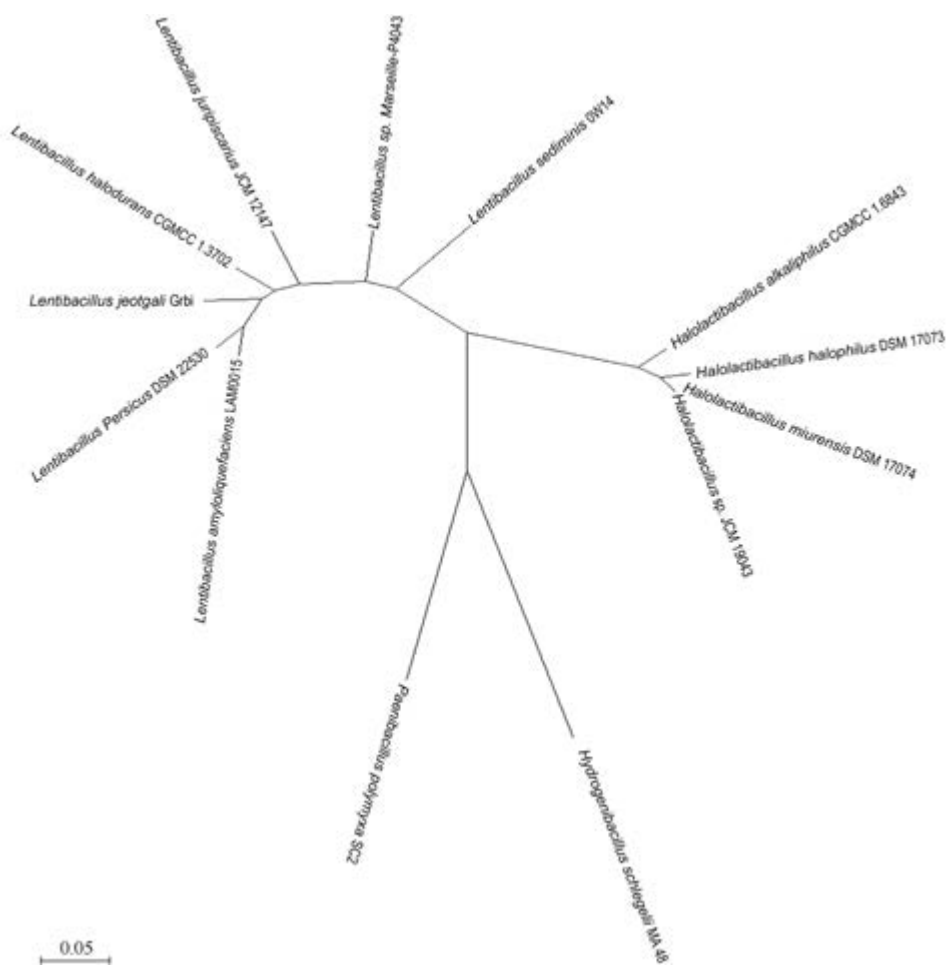 Lentibacillus juripiscarius JCM 12147
Lentibacillus sp. Marseille-P4043
Lentibacillus sediminis 0W14
Lentibacillus halodurans CGMCC 1.3702
Halolactibacillus alkaliphilus CGMCC 1.6843
Lentibacillus jeotgali Grbi
Halolactibacillus halophilus DSM 17073
Halolactibacillus miurensis DSM 17074
Halolactibacillus sp. JCM 19043
Lentibacillus Persicus DSM 22530
Lentibacillus amyloliquefaciens LAM0015
Paenibacillus polymyxa SC2
Hydrogenibacillus schlegelii MA 48
0.05